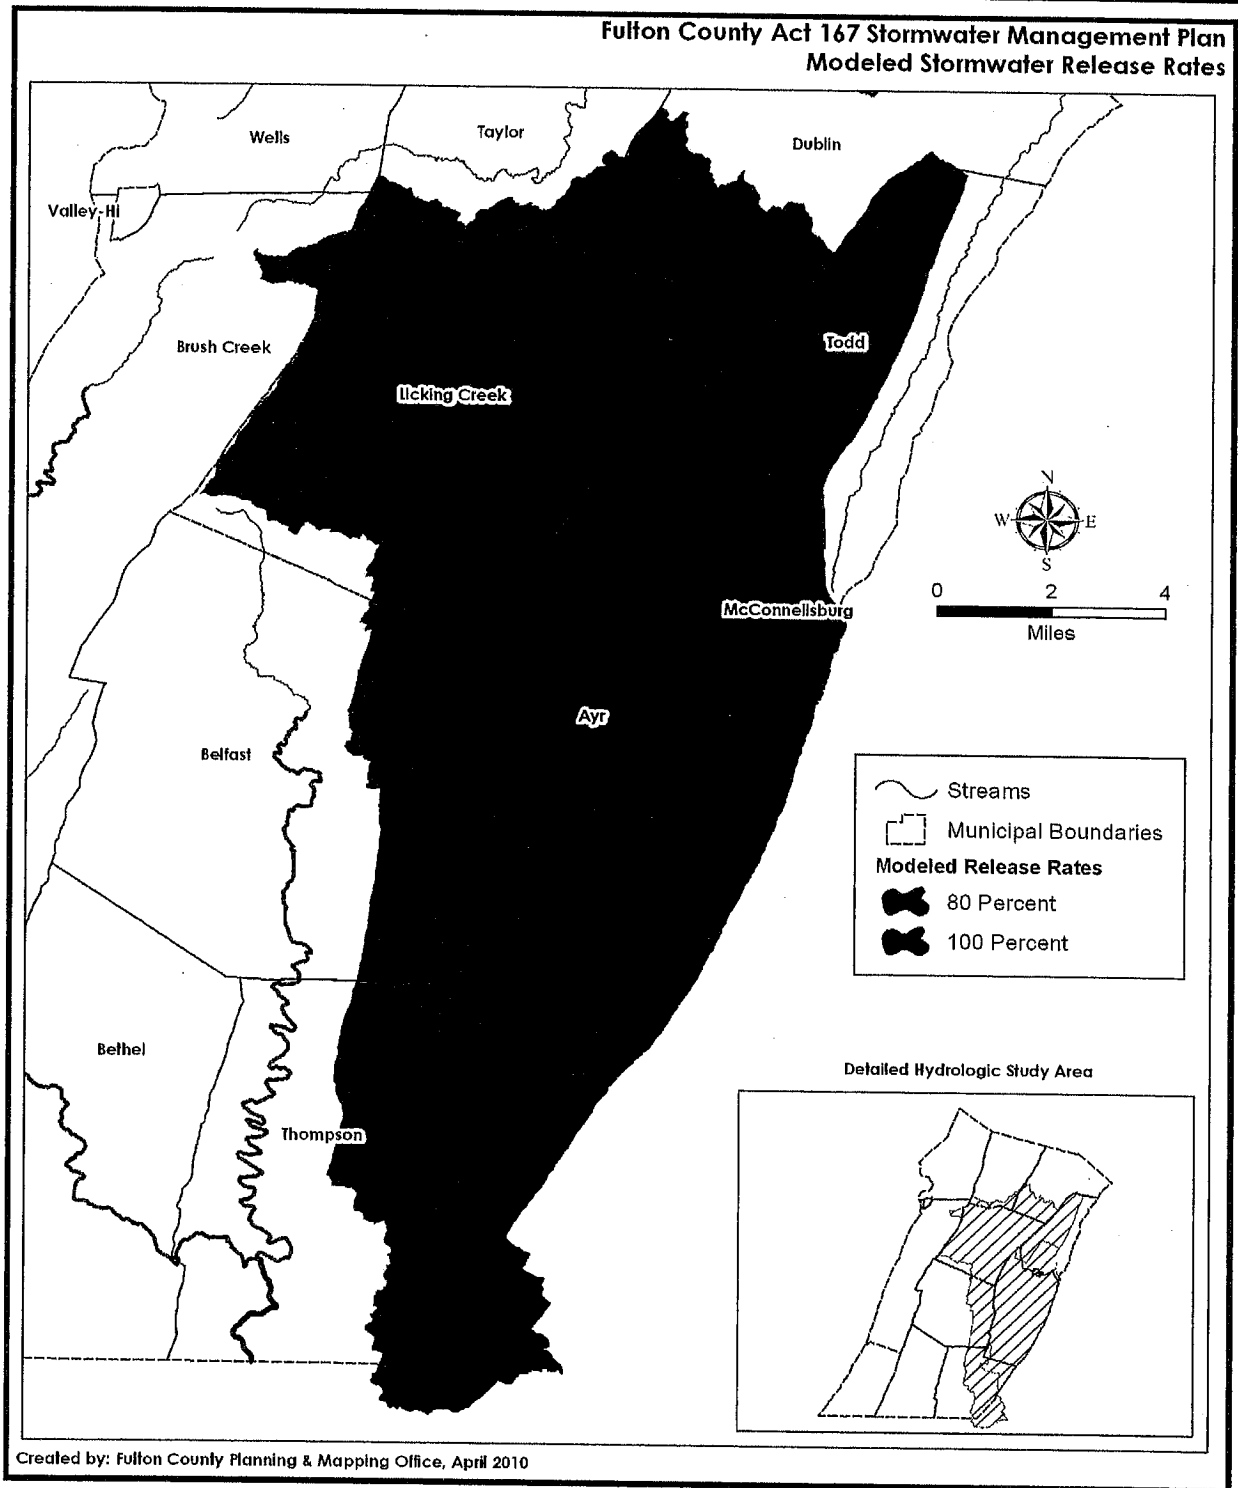 Fulton County Act 167 Stormwater Management Plan
Modeled Stormwater Release Rates
Wells
Taylor
Dublin
Valley-Hi
Brush Creek
Todd
Licking Creek
N
W E
S
0 2 4
Miles
McConnellsburg
Ayr
Belfast
Streams
Municipal Boundaries
Modeled Release Rates
80 Percent
100 Percent
Bethel
Detailed Hydrologic Study Area
Thompson
Created by: Fulton County Planning & Mapping Office, April 2010